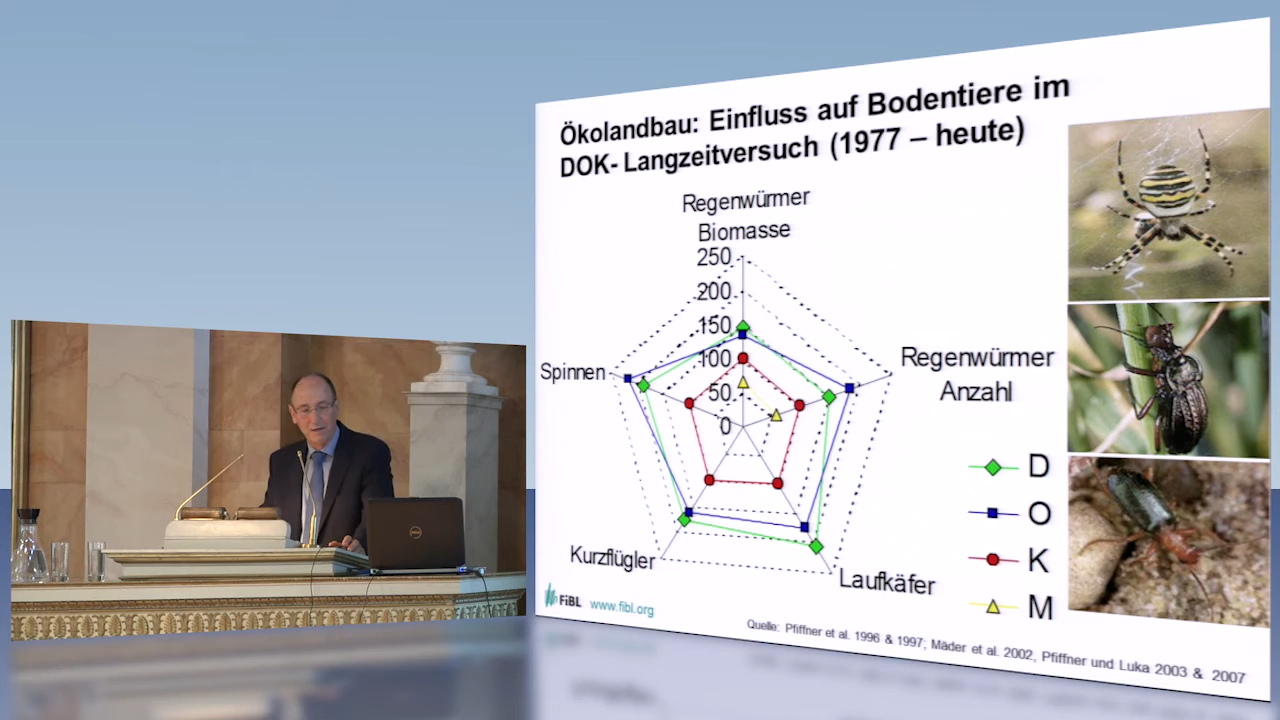 Ökolandbau: Einfluss auf Bodentiere im
DOK- Langzeitversuch (1977 – heute)
Regenwürmer
Biomasse
250
200
150
100
50
0
Spinnen
Regenwürmer
Anzahl
Kurzflügler
Laufkäfer
D
O
K
M
FiBL www.fibl.org
Quelle: Pfiffner et al. 1996 & 1997; Mäder et al. 2002, Pfiffner und Luka 2003 & 2007
DELL